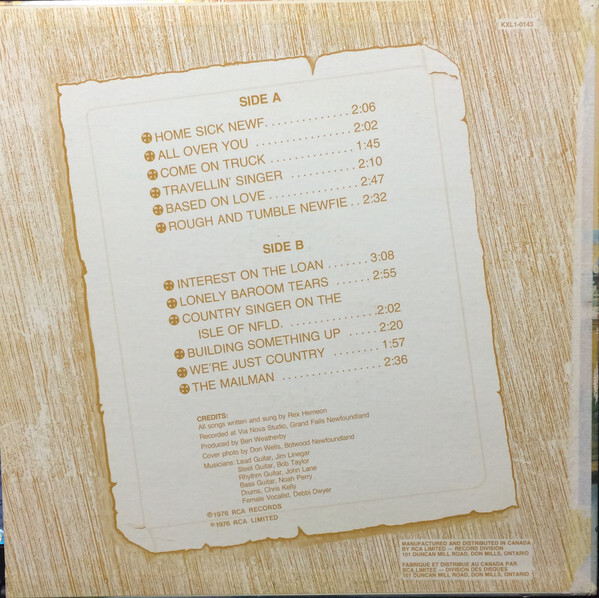 KXL1-0143
SIDE A
HOME SICK NEWF. . . . . . . . . . . . . . 2:06
ALL OVER YOU . . . . . . . . . . . . . . . 2:02
COME ON TRUCK . . . . . . . . . . . . . 1:45
TRAVELLIN' SINGER . . . . . . . . . . . 2:10
BASED ON LOVE . . . . . . . . . . . . . . 2:47
ROUGH AND TUMBLE NEWFIE . . 2:32
SIDE B
INTEREST ON THE LOAN . . . . . . . 3:08
LONELY BAROOM TEARS . . . . . . 2:55
COUNTRY SINGER ON THE
ISLE OF NFLD. . . . . . . . . . . . . . . 2:02
BUILDING SOMETHING UP . . . . . 2:20
WE'RE JUST COUNTRY . . . . . . . . 1:57
THE MAILMAN . . . . . . . . . . . . . . . . 2:36
CREDITS:
All songs written and sung by Rex Hemeon
Recorded at Via Nova Studio, Grand Falls Newfoundland
Produced by Ben Weatherby
Cover photo by Don Wells, Botwood Newfoundland
Musicians: Lead Guitar, Jim Linegar
Steel Guitar, Bob Taylor
Rhythm Guitar, John Lane
Bass Guitar, Noah Perry
Drums, Chris Kelly
Female Vocalist, Debbi Dwyer
℗1976 RCA RECORDS
©1976 RCA LIMITED
MANUFACTURED AND DISTRIBUTED IN CANADA
BY RCA LIMITED — RECORD DIVISION
101 DUNCAN MILL ROAD, DON MILLS, ONTARIO
FABRIQUE ET DISTRIBUE AU CANADA PAR
RCA LIMITEE — DIVISION DES DISQUES
101 DUNCAN MILL ROAD, DON MILLS, ONTARIO